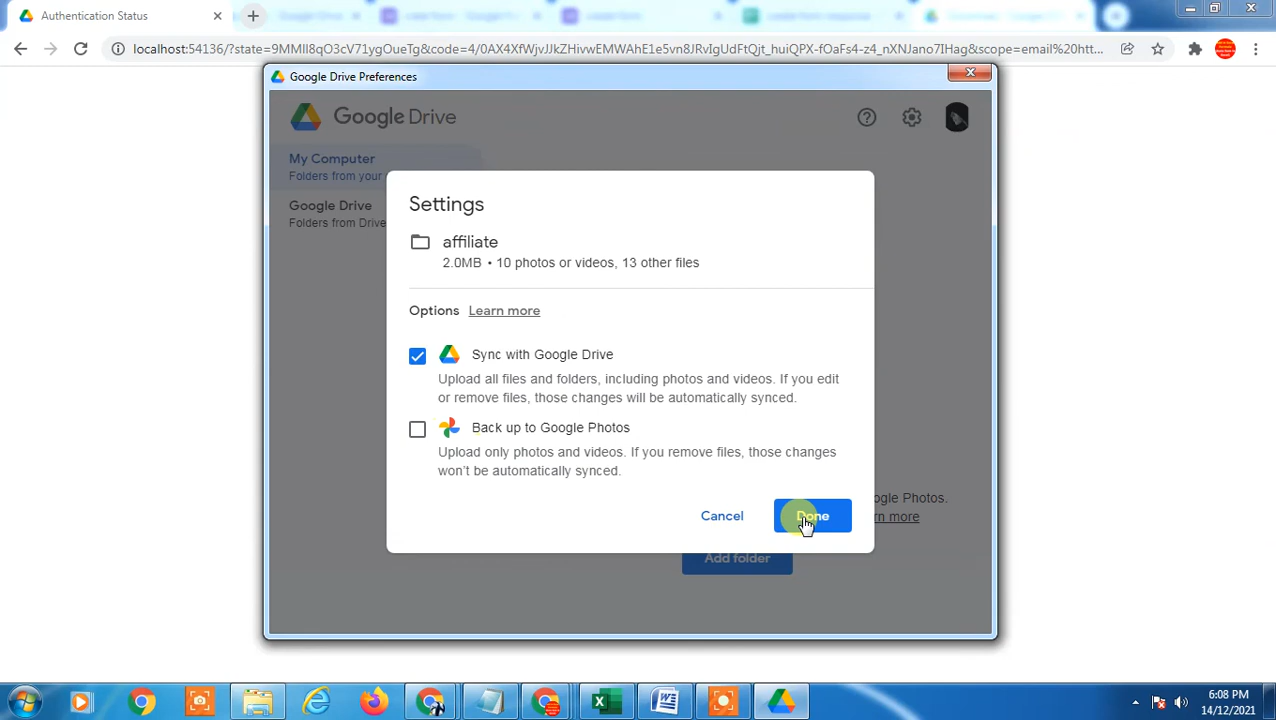 Authentication Status
localhost:54136/?state=9MMIl8qO3cV71ygOueTg&code=4/0AX4XfWjvJJkZHivwEMWAhE1e5vn8JRvIgUdFtQjt_huiQPX-fOaFs4-z4_nXNJano7IHEg&scope=email%20htt...
Google Drive Preferences
Google Drive
My Computer
Folders from your
Google Drive
Folders from Drive
Settings
affiliate
2.0MB • 10 photos or videos, 13 other files
Options Learn more
Sync with Google Drive
Upload all files and folders, including photos and videos. If you edit
or remove files, those changes will be automatically synced.
Back up to Google Photos
Upload only photos and videos. If you remove files, those changes
won't be automatically synced.
Cancel Done
Google Photos.
Learn more
Add folder
6:08 PM
14/12/2021